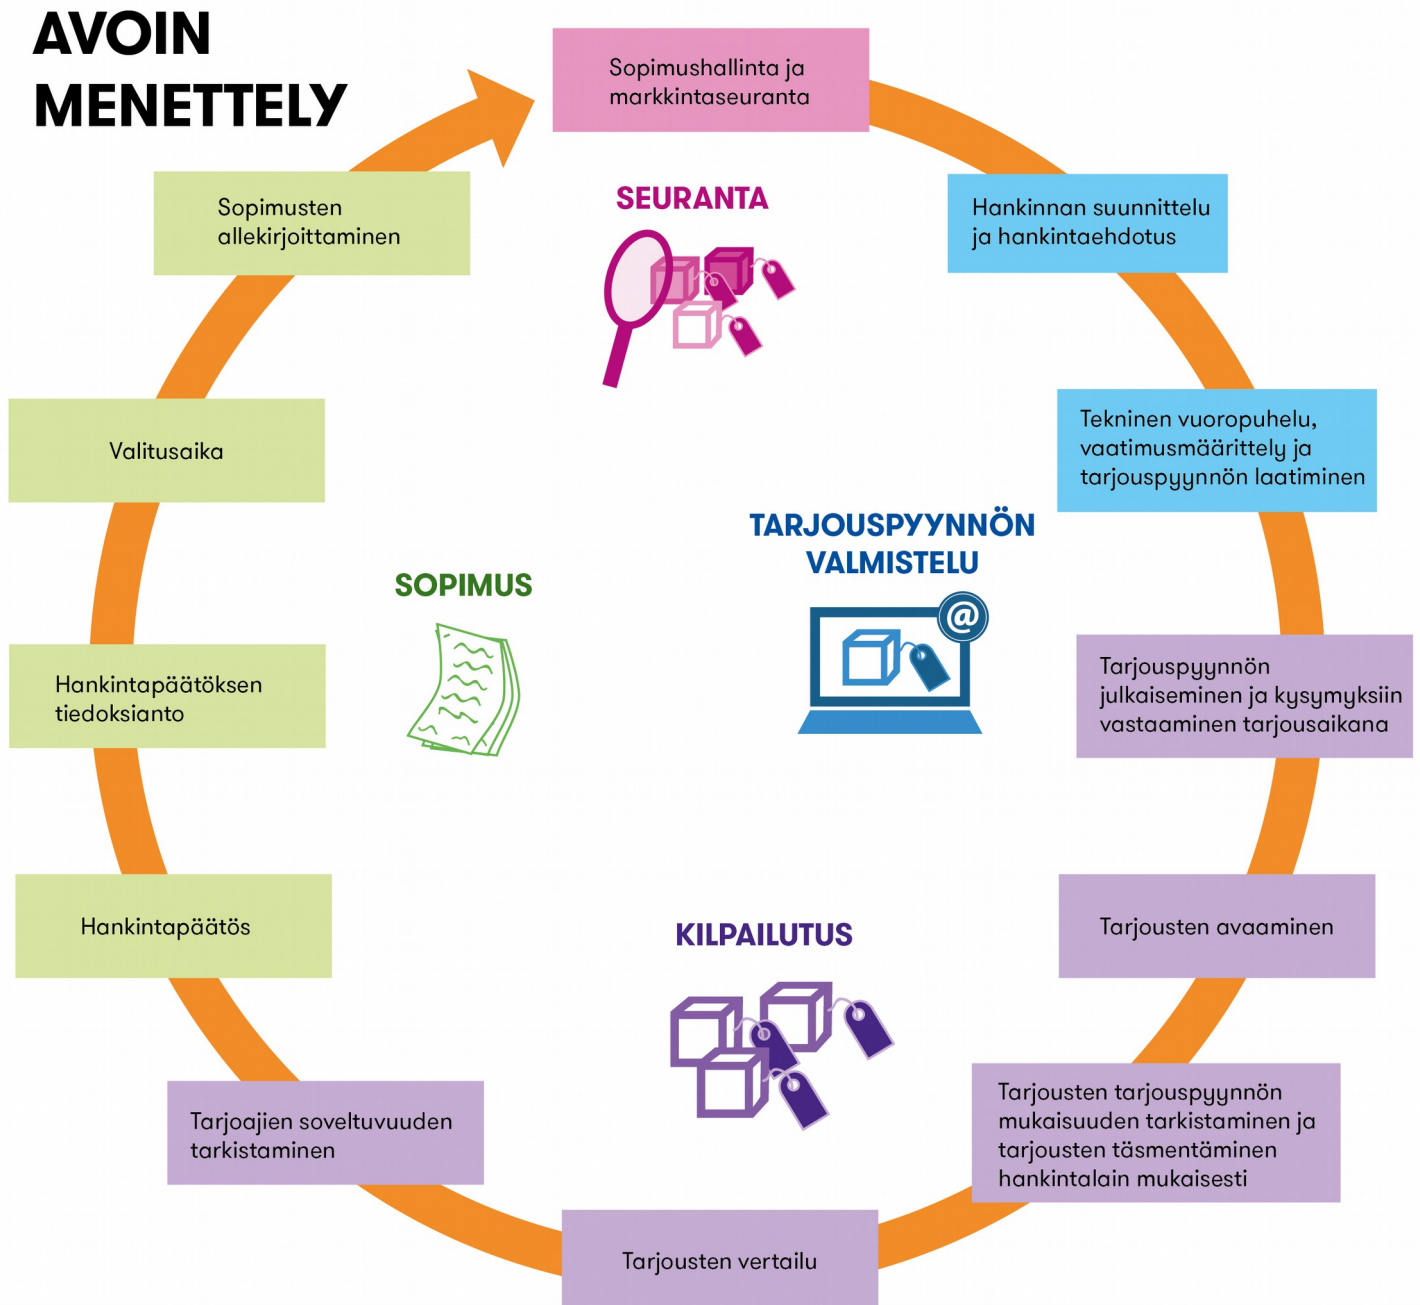 AVOIN
MENETTELY
Sopimushallinta ja
markkintaseuranta
Hankinnan suunnittelu
ja hankintaehdotus
Tekninen vuoropuhelu,
vaatimusmäärittely ja
tarjouspyynnön laatiminen
Tarjouspyynnön
julkaiseminen ja kysymyksiin
vastaaminen tarjousaikana
Tarjousten avaaminen
Tarjousten tarjouspyynnön
mukaisuuden tarkistaminen ja
tarjousten täsmentäminen
hankintalain mukaisesti
Tarjousten vertailu
Tarjoajien soveltuvuuden
tarkistaminen
Hankintapäätös
Hankintapäätöksen
tiedoksianto
Valitusaika
Sopimusten
allekirjoittaminen
SEURANTA
TARJOUSPYYNNÖN
VALMISTELU
@
KILPAILUTUS
SOPIMUS